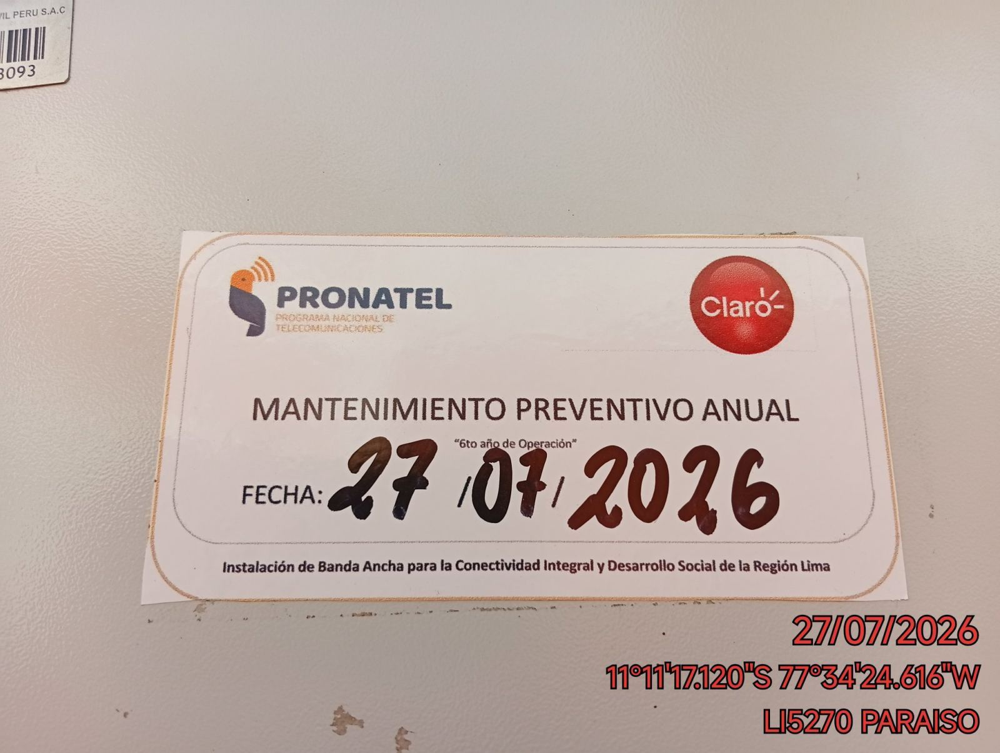 PERU S.A.C
3093
PRONATEL
PROGRAMA NACIONAL DE
TELECOMUNICACIONES
Claro
MANTENIMIENTO PREVENTIVO ANUAL
"6to año de Operación"
FECHA: 27/07/2026
Instalación de Banda Ancha para la Conectividad Integral y Desarrollo Social de la Región Lima
27/07/2026
11°11'17.120"S 77°34'24.616"W
LI5270 PARAISO